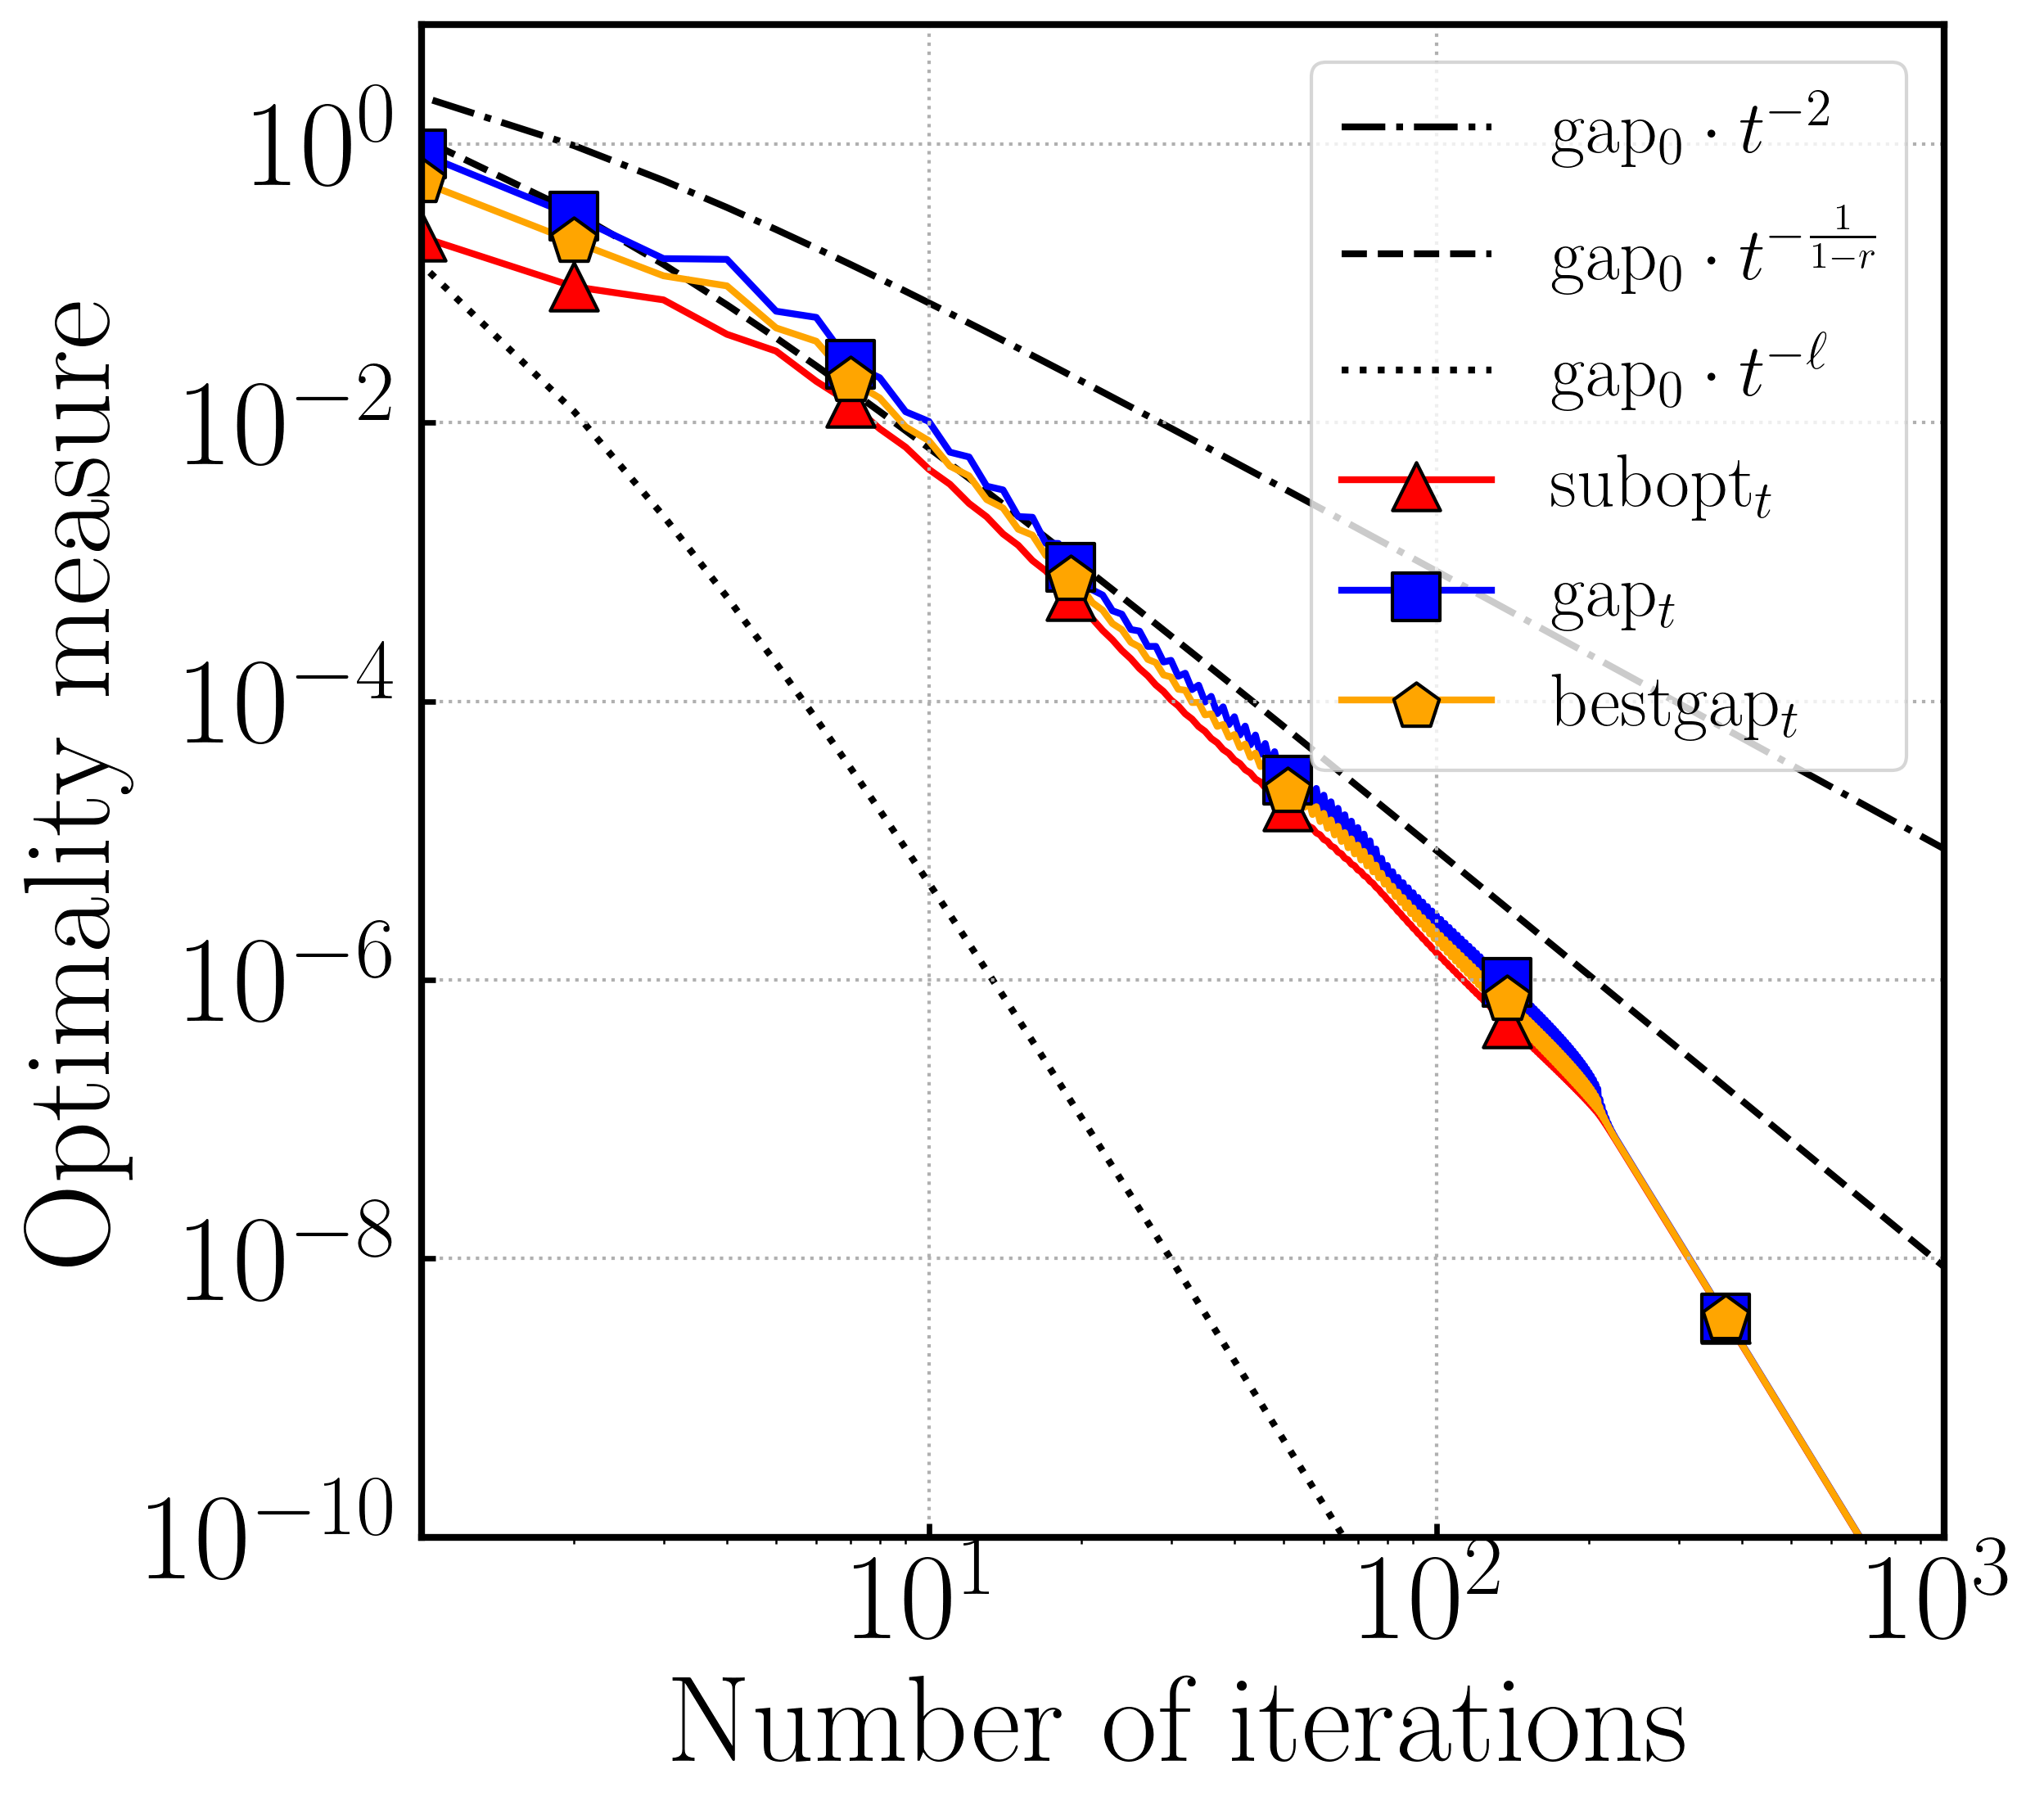 Optimality measure
10⁰
10⁻²
10⁻⁴
10⁻⁶
10⁻⁸
10⁻¹⁰
gap₀ · t⁻²
gap₀ · t^{-\frac{1}{1-r}}
gap₀ · t^{-ℓ}
subopt_t
gap_t
bestgap_t
10¹ 10² 10³
Number of iterations